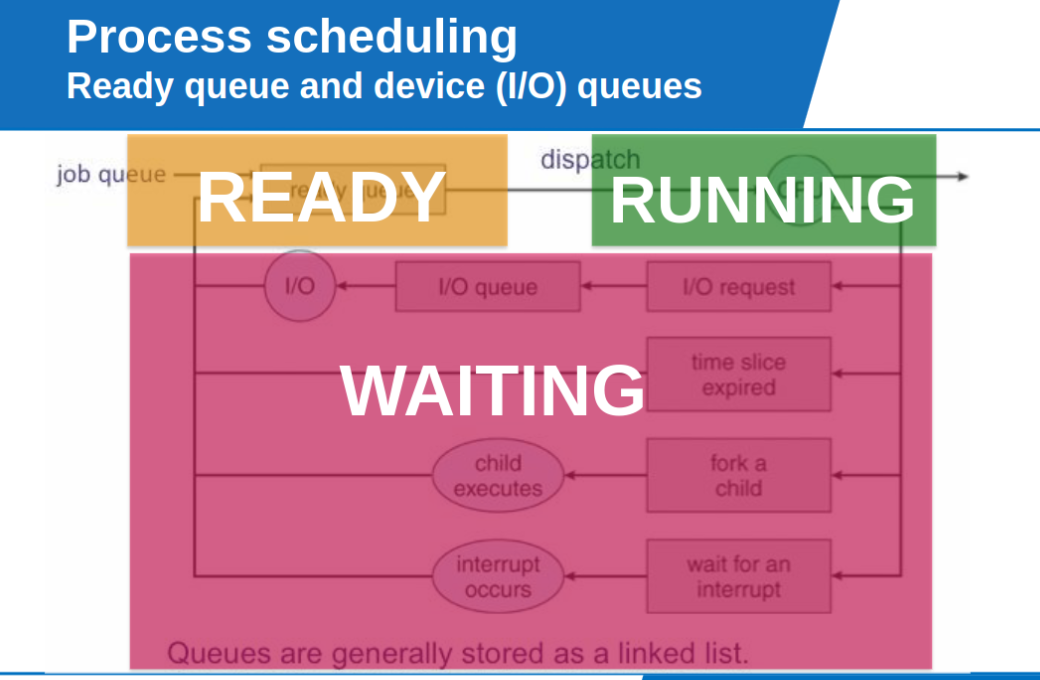 Process scheduling
Ready queue and device (I/O) queues
job queue
ready queue
READY
dispatch
CPU
RUNNING
I/O
I/O queue
I/O request
time slice
expired
WAITING
child
executes
fork a
child
interrupt
occurs
wait for an
interrupt
Queues are generally stored as a linked list.